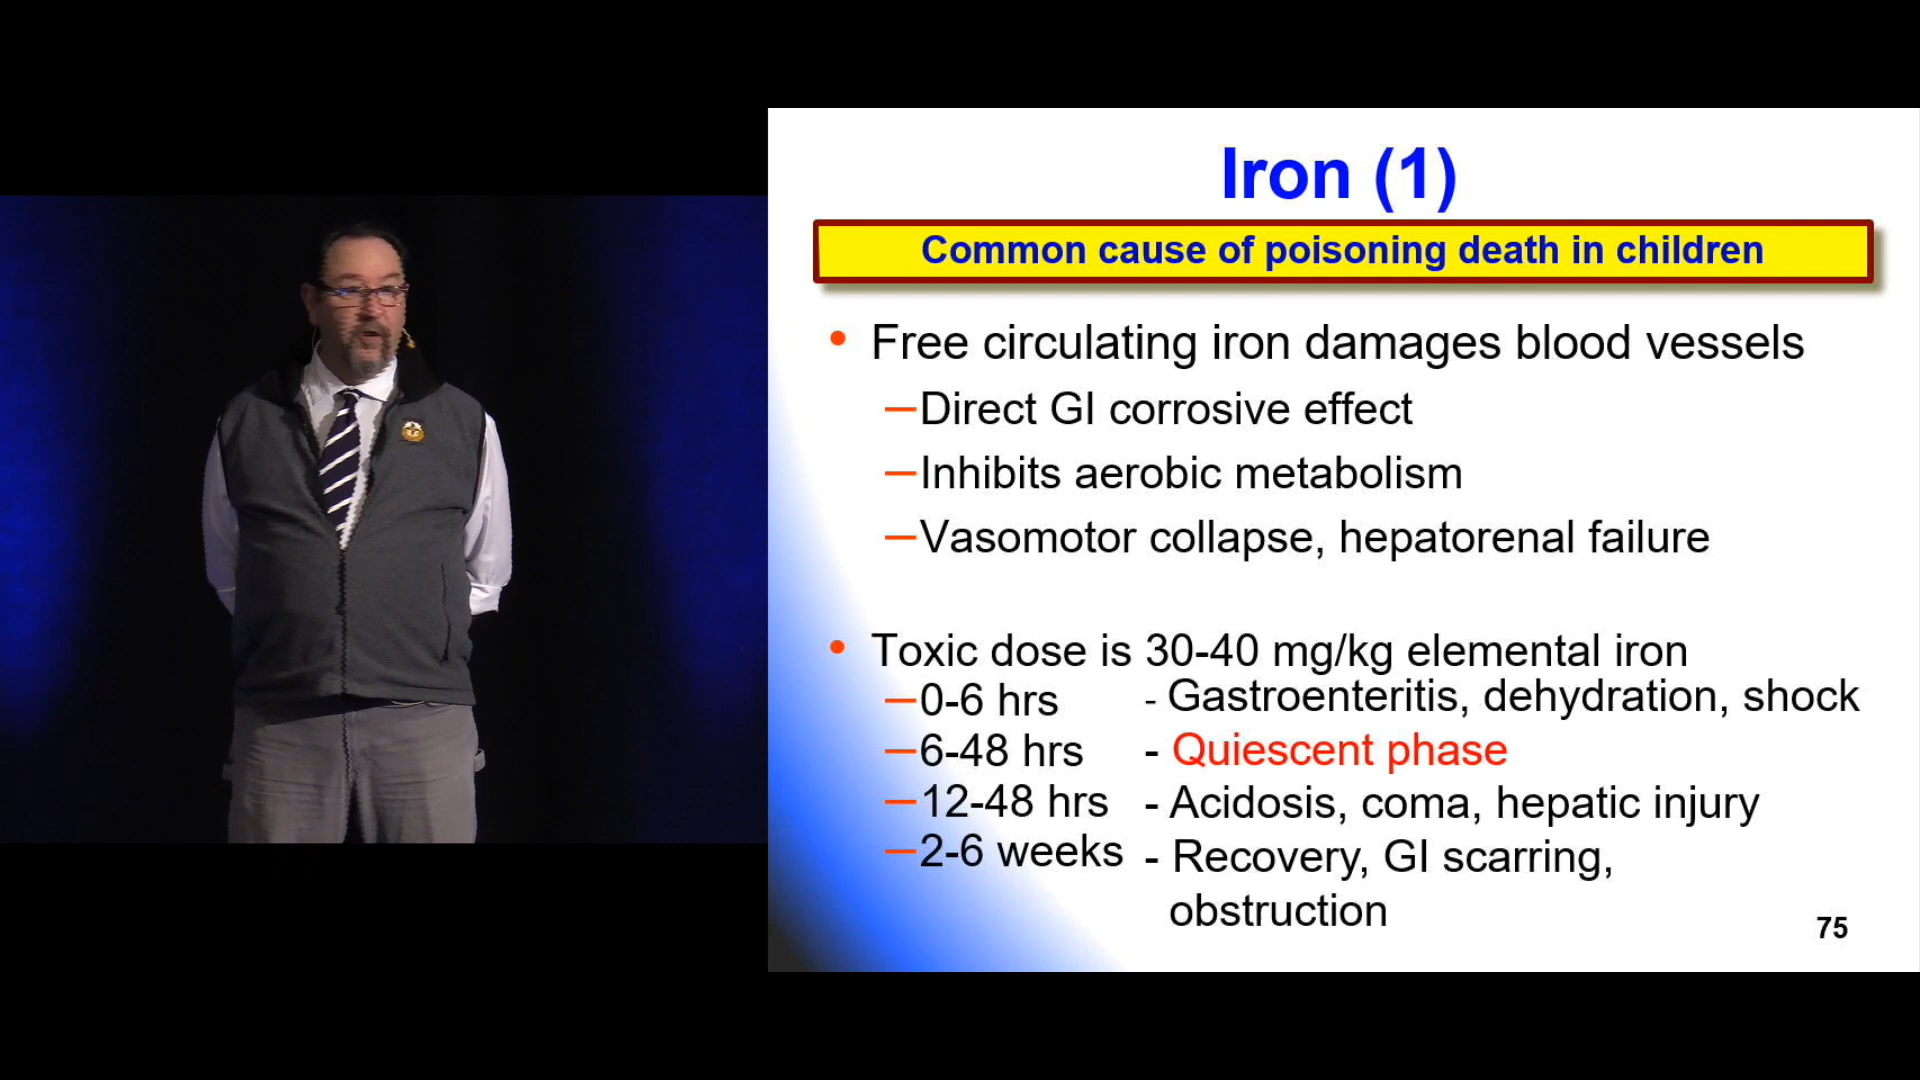 Iron (1)
Common cause of poisoning death in children
• Free circulating iron damages blood vessels
–Direct GI corrosive effect
–Inhibits aerobic metabolism
–Vasomotor collapse, hepatorenal failure
• Toxic dose is 30-40 mg/kg elemental iron
–0-6 hrs - Gastroenteritis, dehydration, shock
–6-48 hrs - Quiescent phase
–12-48 hrs - Acidosis, coma, hepatic injury
–2-6 weeks - Recovery, GI scarring,
obstruction
75